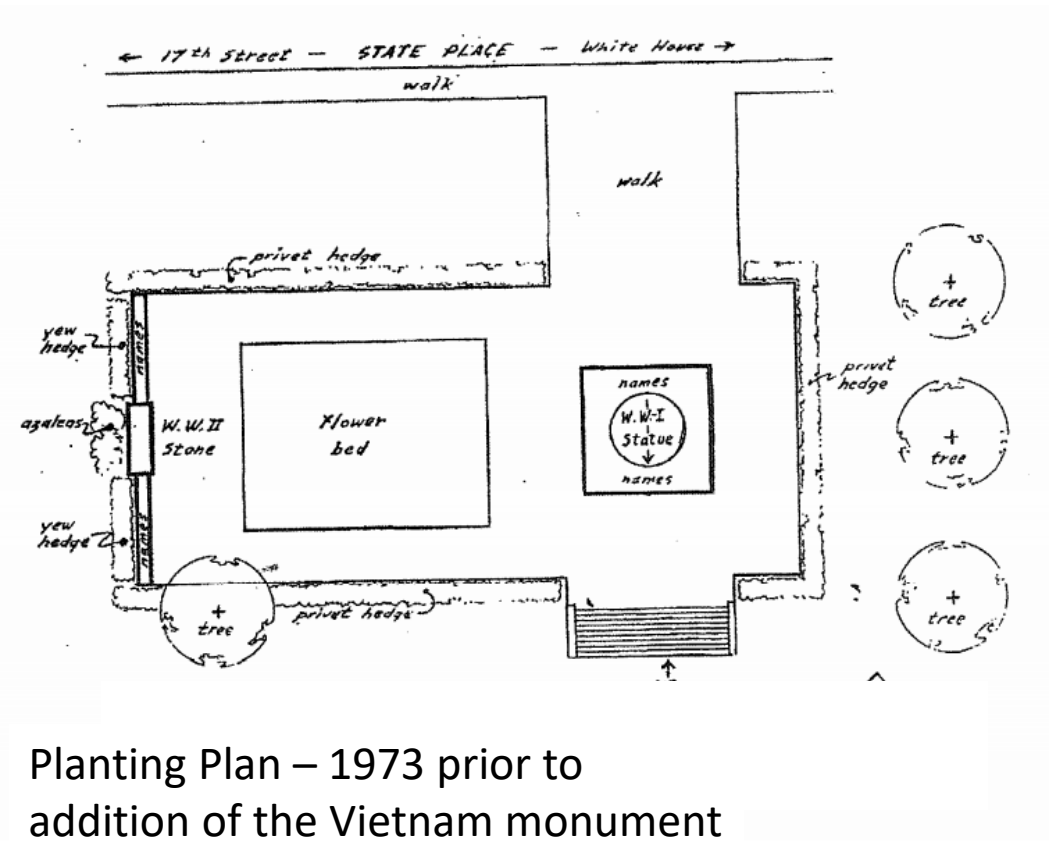 ← 17th Street — STATE PLACE — White House →
walk
walk
privet hedge
tree
yew
hedge
names
privet
hedge
names
W.W.I
Statue
names
azaleas
W.W.II
Stone
Flower
bed
tree
yew
hedge
names
tree
privet hedge
tree
Planting Plan – 1973 prior to
addition of the Vietnam monument